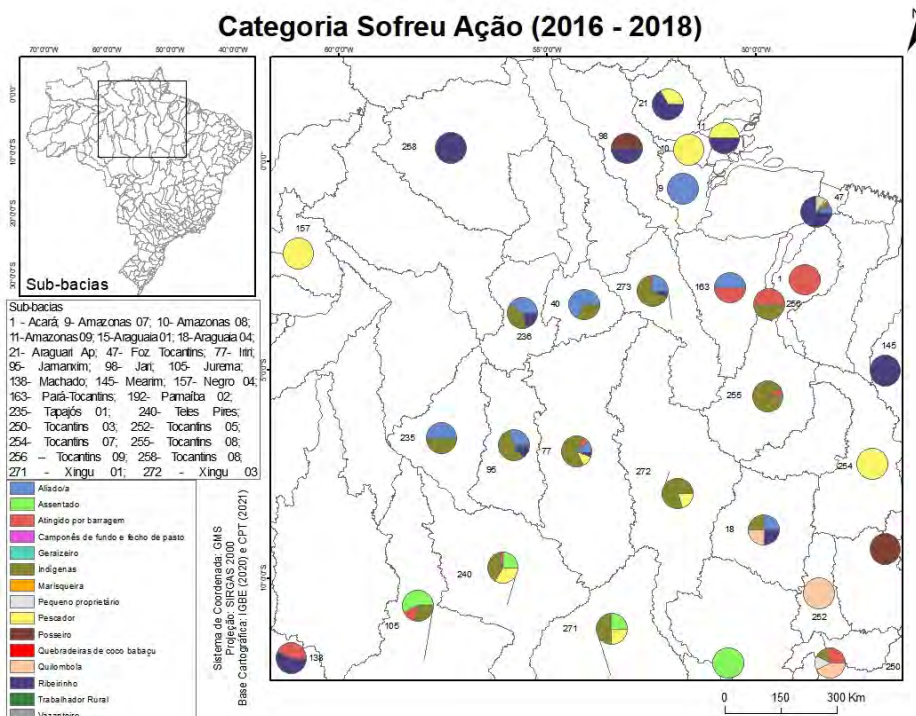 Categoria Sofreu Ação (2016 - 2018)
N
70°0'0"W 60°0'0"W 50°0'0"W 40°0'0"W
60°0'0"W 55°0'0"W 50°0'0"W
0°0'0"
10°0'0"S
20°0'0"S
30°0'0"S
Sub-bacias
0°0'0"
5°0'0"S
10°0'0"S
Sub-bacias
1 - Acará; 9- Amazonas 07; 10- Amazonas 08;
11-Amazonas 09; 15-Araguaia 01; 18-Araguaia 04;
21- Araguari Ap; 47- Foz Tocantins; 77- Iriri;
95- Jamanxim; 98- Jari; 105- Jurema;
138- Machado; 145- Mearim; 157- Negro 04;
163- Pará-Tocantins; 192- Parnaíba 02;
235- Tapajós 01; 240- Teles Pires;
250- Tocantins 03; 252- Tocantins 05;
254- Tocantins 07; 255- Tocantins 08;
256 – Tocantins 09; 258- Tocantins 08;
271 - Xingu 01; 272 - Xingu 03
Aliado/a
Assentado
Atingido por barragem
Camponês de fundo e fecho de pasto
Geraizeiro
Indígenas
Marisqueira
Pequeno proprietário
Pescador
Posseiro
Quebradeiras de coco babaçu
Quilombola
Ribeirinho
Trabalhador Rural
Vazanteiro
Sistema de Coordenada: GMS
Projeção: SIRGAS 2000
Base Cartográfica: IGBE (2020) e CPT (2021)
21
11
258
98
10
9
47
157
273
163
1
40
256
236
145
255
235
95
77
254
272
18
240
252
105
271
138
250
0 150 300 Km